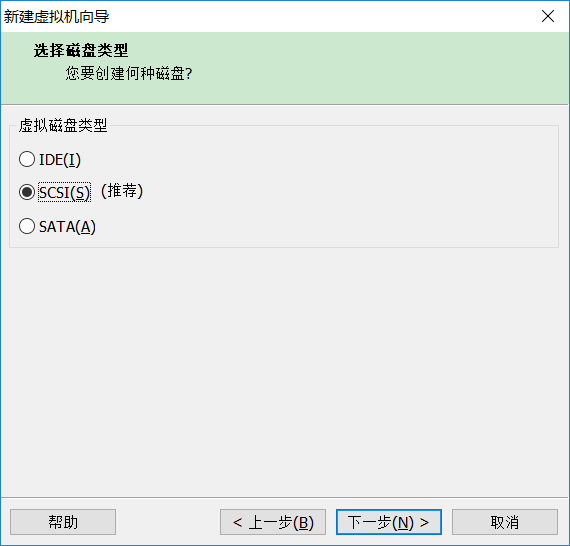 新建虚拟机向导
选择磁盘类型
您要创建何种磁盘?
虚拟磁盘类型
IDE(I)
SCSI(S) (推荐)
SATA(A)
帮助 < 上一步(B) 下一步(N) > 取消